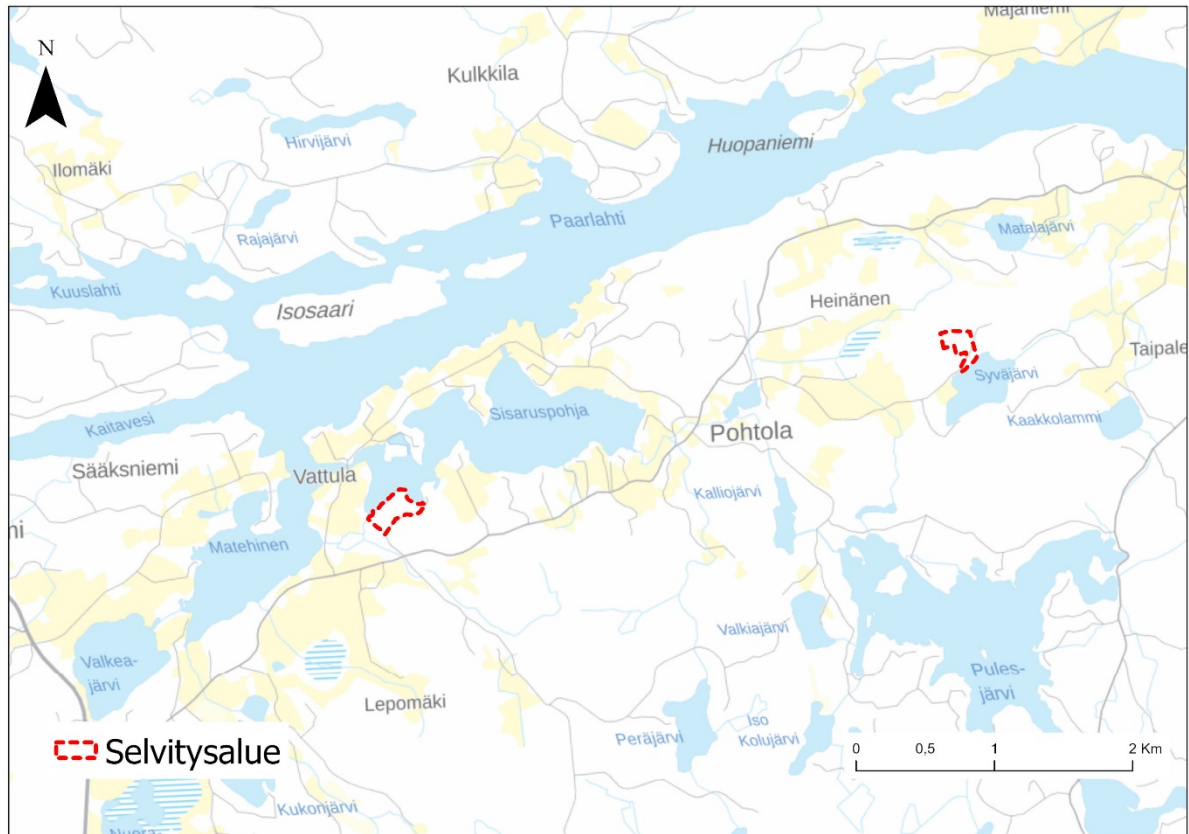 Majaniemi
N
Kulkkila
Hirvijärvi
Huopaniemi
Ilomäki
Paarlahti
Matalajärvi
Rajajärvi
Kuuslahti
Isosaari
Heinänen
Taipale
Syväjärvi
Sisaruspohja
Kaitavesi
Kaakkolammi
Pohtola
Sääksniemi
Vattula
Kalliojärvi
ni
Matehinen
Valkiajärvi
Valkea-
järvi
Pules-
järvi
Lepomäki
Iso
Kolujärvi
Peräjärvi
Selvitysalue
0 0,5 1 2 Km
Kukonjärvi
Nuora-